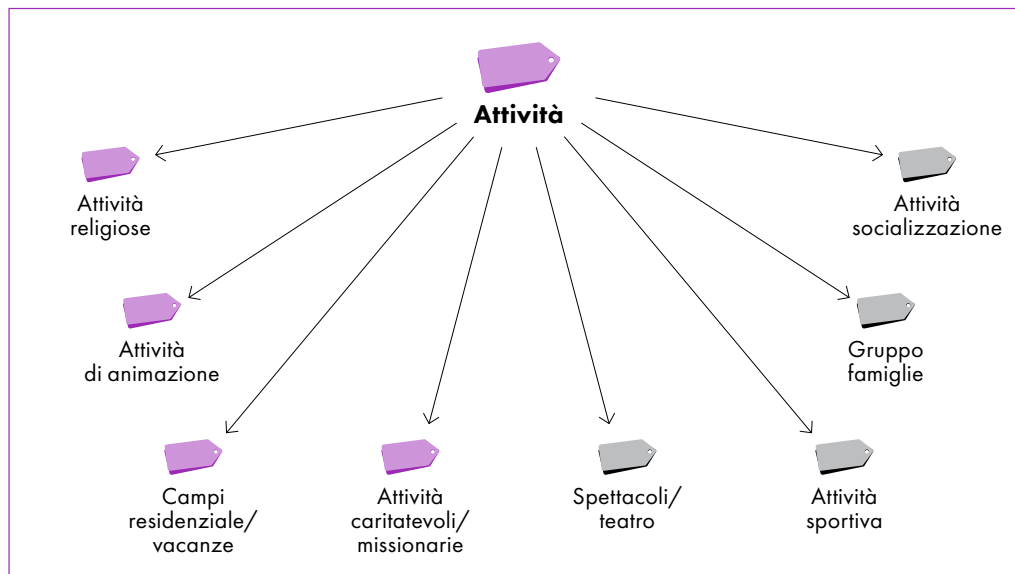 Attività
Attività
religiose
Attività
socializzazione
Attività
di animazione
Gruppo
famiglie
Campi
residenziale/
vacanze
Attività
caritatevoli/
missionarie
Spettacoli/
teatro
Attività
sportiva